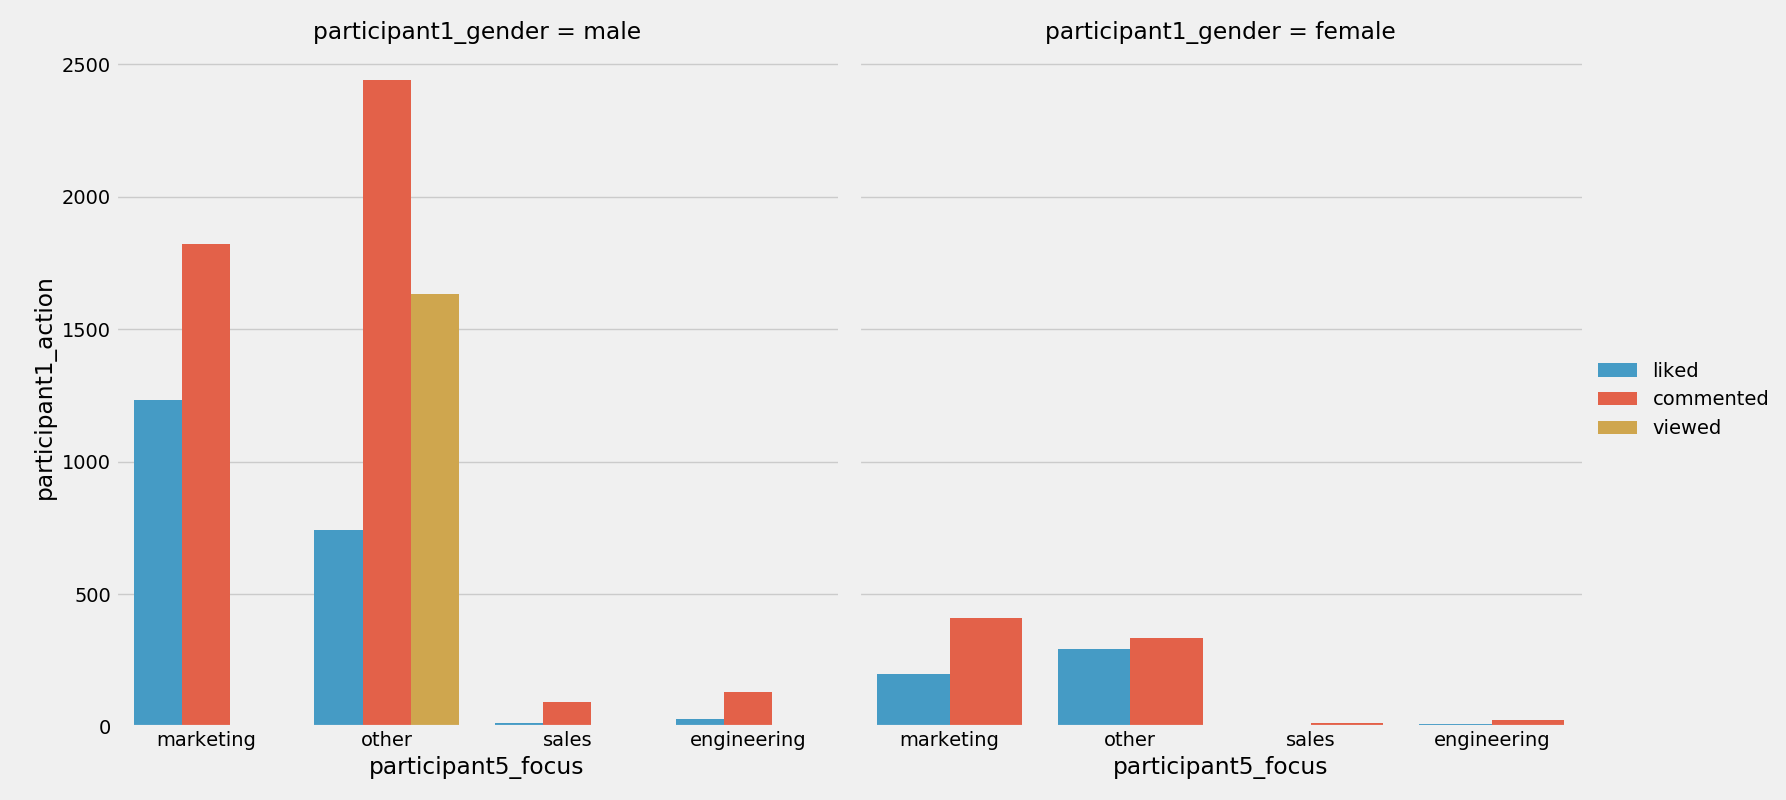 participant1_gender = male
participant1_gender = female
participant1_action
2500
2000
1500
1000
500
0
marketing other sales engineering
marketing other sales engineering
participant5_focus
participant5_focus
liked
commented
viewed